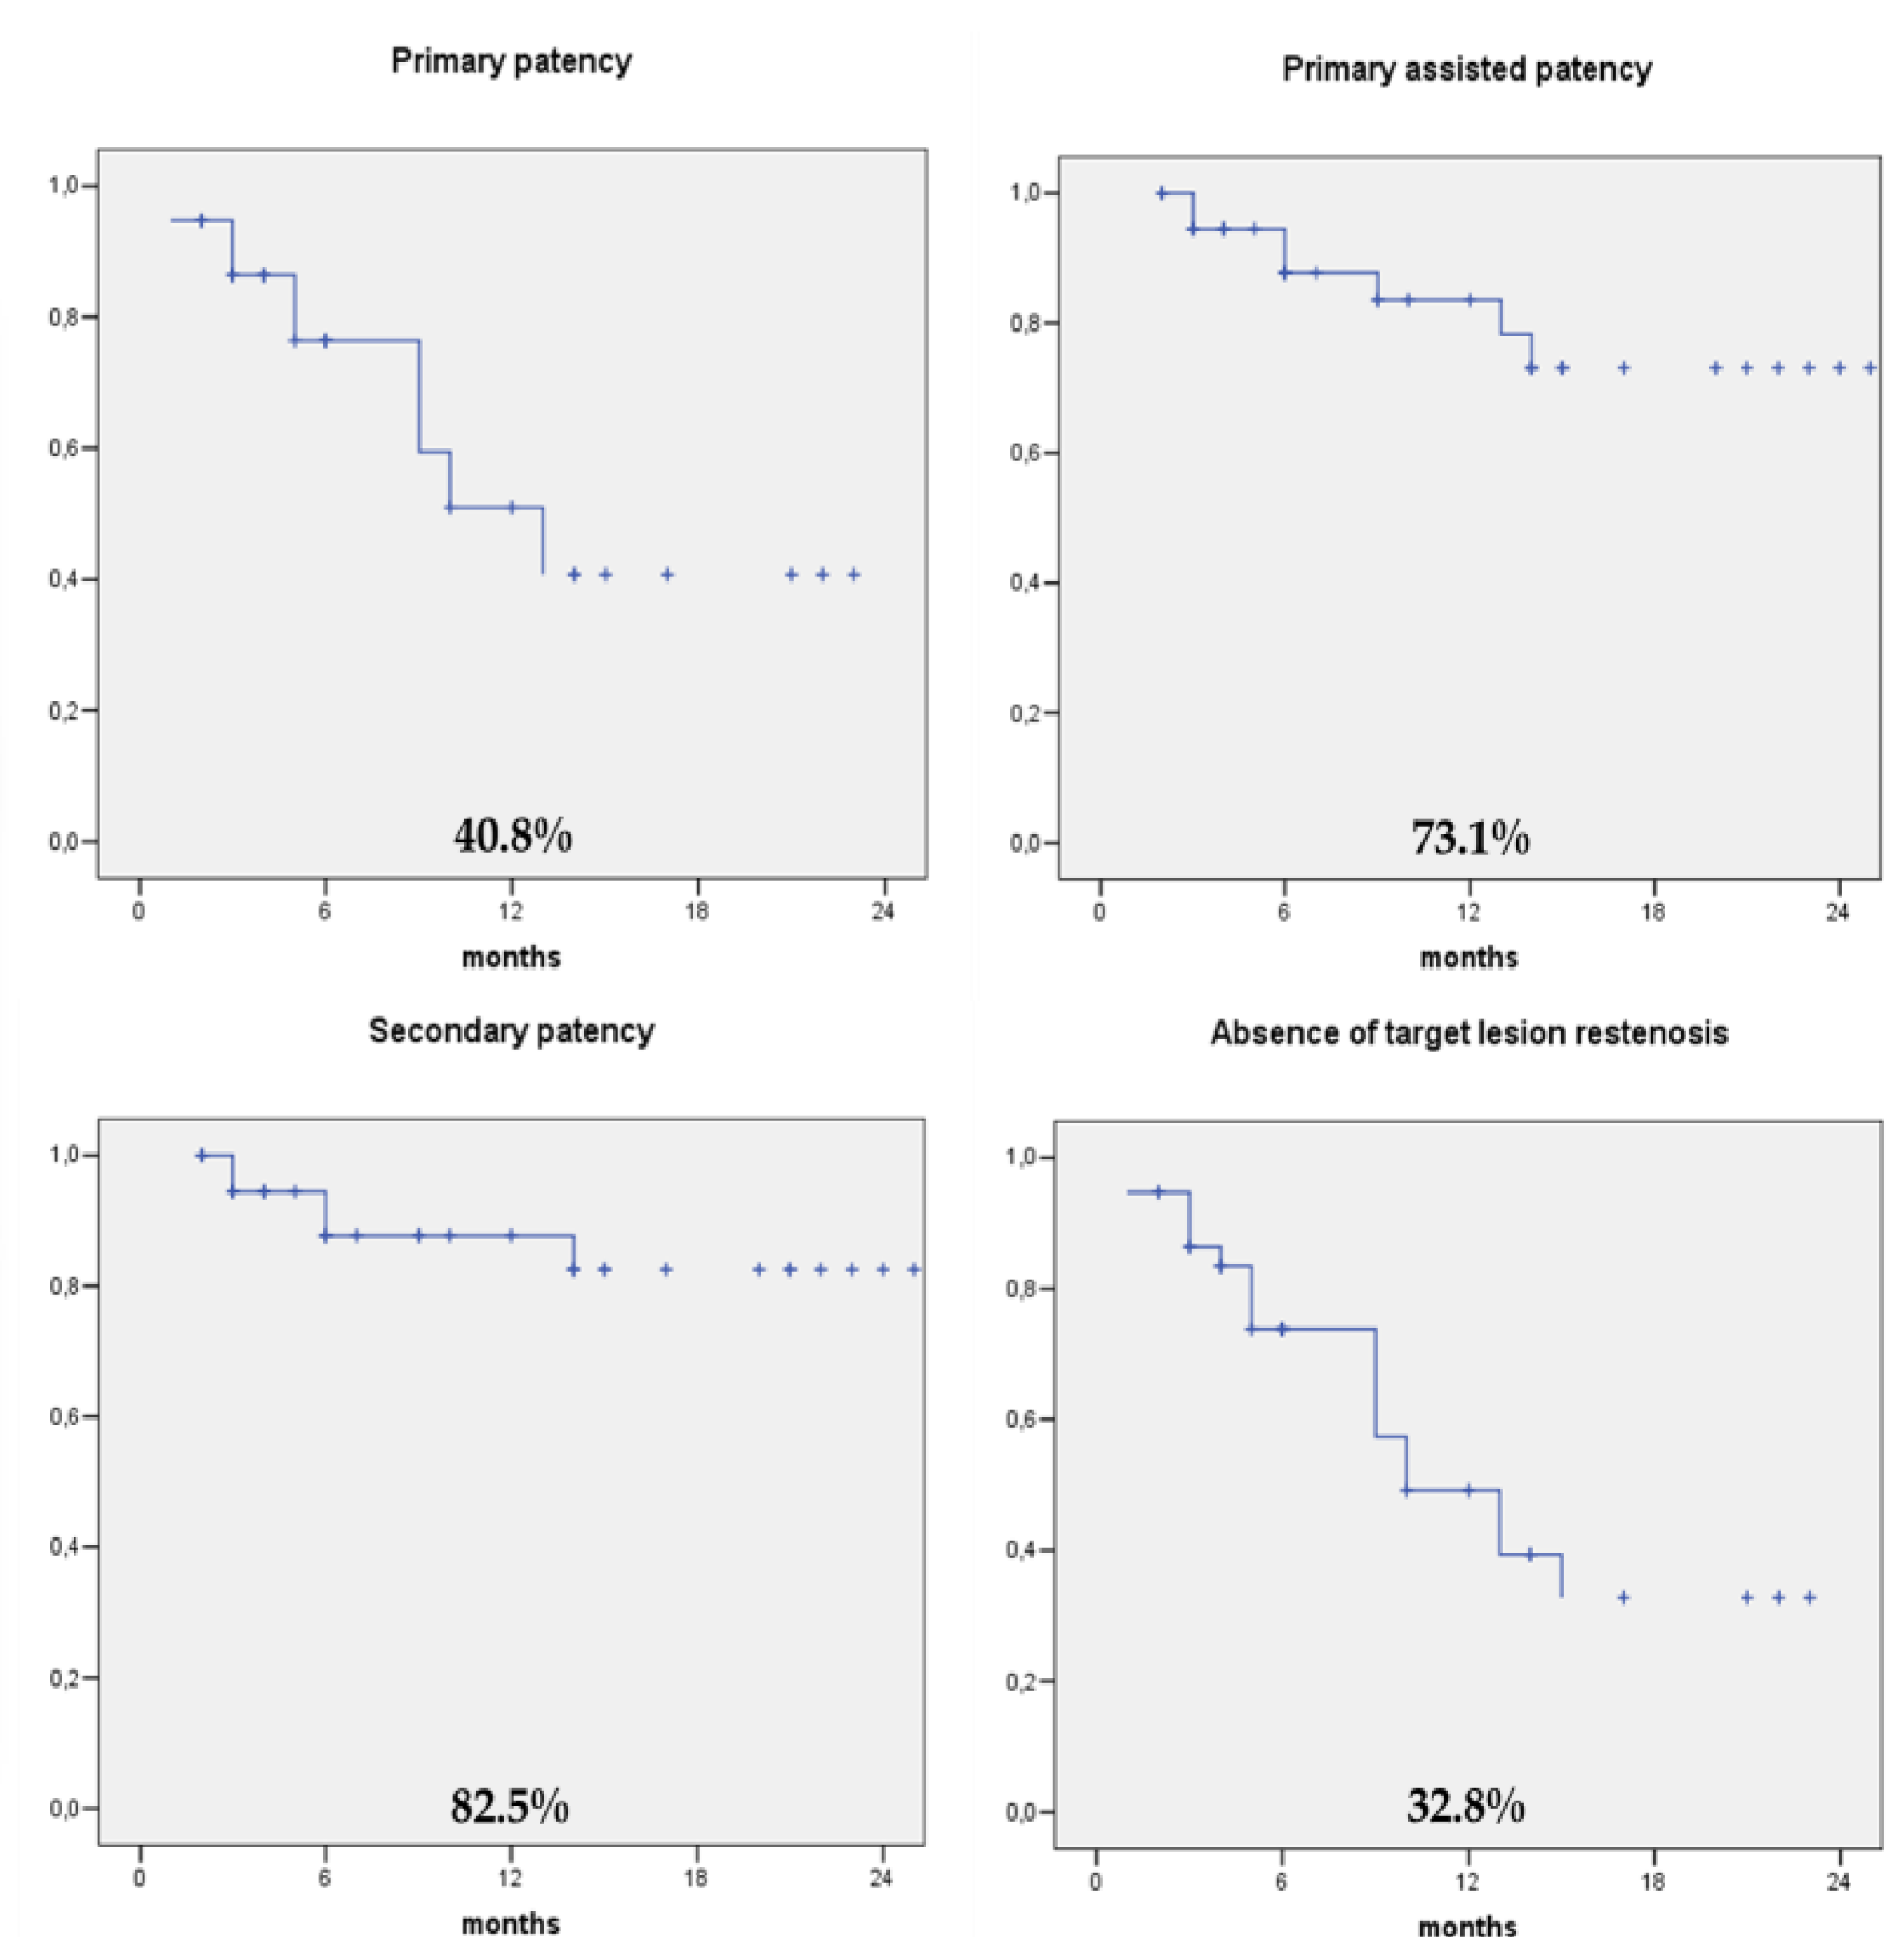 Primary patency
1,0
0,8
0,6
0,4
0,2
0,0
40.8%
0 6 12 18 24
months
Primary assisted patency
1,0
0,8
0,6
0,4
0,2
0,0
73.1%
0 6 12 18 24
months
Secondary patency
1,0
0,8
0,6
0,4
0,2
0,0
82.5%
0 6 12 18 24
months
Absence of target lesion restenosis
1,0
0,8
0,6
0,4
0,2
0,0
32.8%
0 6 12 18 24
months